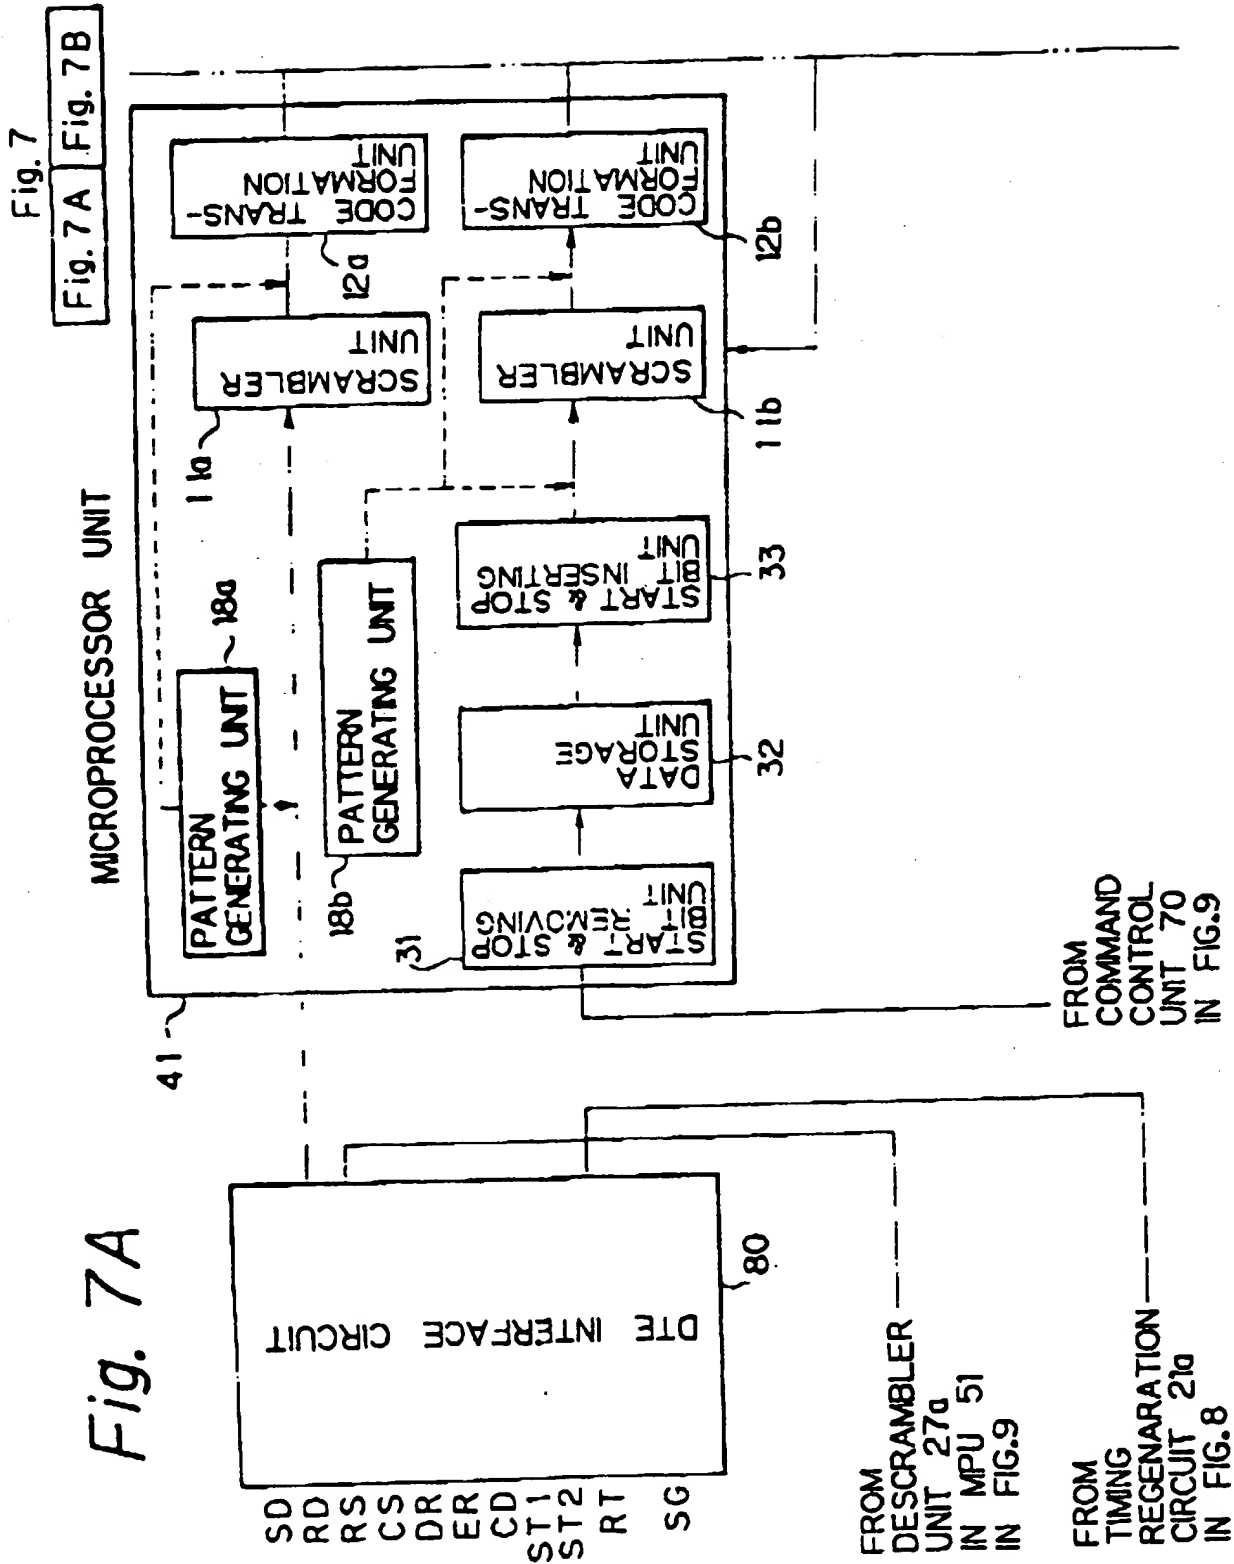 Fig. 7
Fig. 7A
Fig. 7B
Fig. 7A
MICROPROCESSOR UNIT
41
PATTERN
GENERATING UNIT
18a
11a
SCRAMBLER
UNIT
12a
CODE TRANS-
FORMATION
UNIT
18b
PATTERN
GENERATING UNIT
31
START & STOP
BIT REMOVING
UNIT
DATA
STORAGE
UNIT
32
START & STOP
BIT INSERTING
UNIT
33
SCRAMBLER
UNIT
11b
CODE TRANS-
FORMATION
UNIT
12b
SD
RD
RS
CS
DR
ER
CD
ST1
ST2
RT
SG
DTE INTERFACE CIRCUIT
80
FROM
DESCRAMBLER
UNIT 27a
IN MPU 51
IN FIG.9
FROM
TIMING
REGENARATION
CIRCUIT 21a
IN FIG.8
FROM
COMMAND
CONTROL
UNIT 70
IN FIG.9